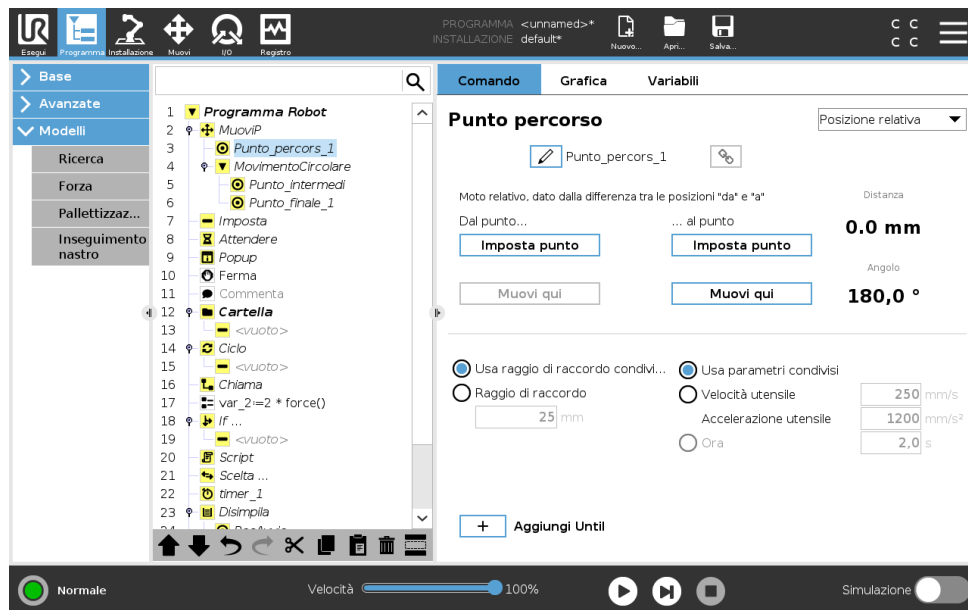 PROGRAMMA <unnamed>*
INSTALLAZIONE default*
Esegui
Programma
Installazione
Muovi
I/O
Registro
Nuovo...
Apri...
Salva...
C C
C C
Base
Avanzate
Modelli
Ricerca
Forza
Pallettizzaz...
Inseguimento
nastro
1 Programma Robot
2 MuoviP
3 Punto_percors_1
4 MovimentoCircolare
5 Punto_intermedi
6 Punto_finale_1
7 Imposta
8 Attendere
9 Popup
10 Ferma
11 Commenta
12 Cartella
13 <vuoto>
14 Ciclo
15 <vuoto>
16 Chiama
17 var_2:=2 * force()
18 If ...
19 <vuoto>
20 Script
21 Scelta ...
22 timer_1
23 Disimpila
Comando Grafica Variabili
Punto percorso
Posizione relativa
Punto_percors_1
Moto relativo, dato dalla differenza tra le posizioni "da" e "a"
Distanza
Dal punto... ... al punto
0.0 mm
Imposta punto Imposta punto
Angolo
Muovi qui Muovi qui
180,0 °
Usa raggio di raccordo condivi...
Usa parametri condivisi
Raggio di raccordo
Velocità utensile 250 mm/s
25 mm
Accelerazione utensile 1200 mm/s²
Ora 2,0 s
+ Aggiungi Until
Normale
Velocità 100%
Simulazione